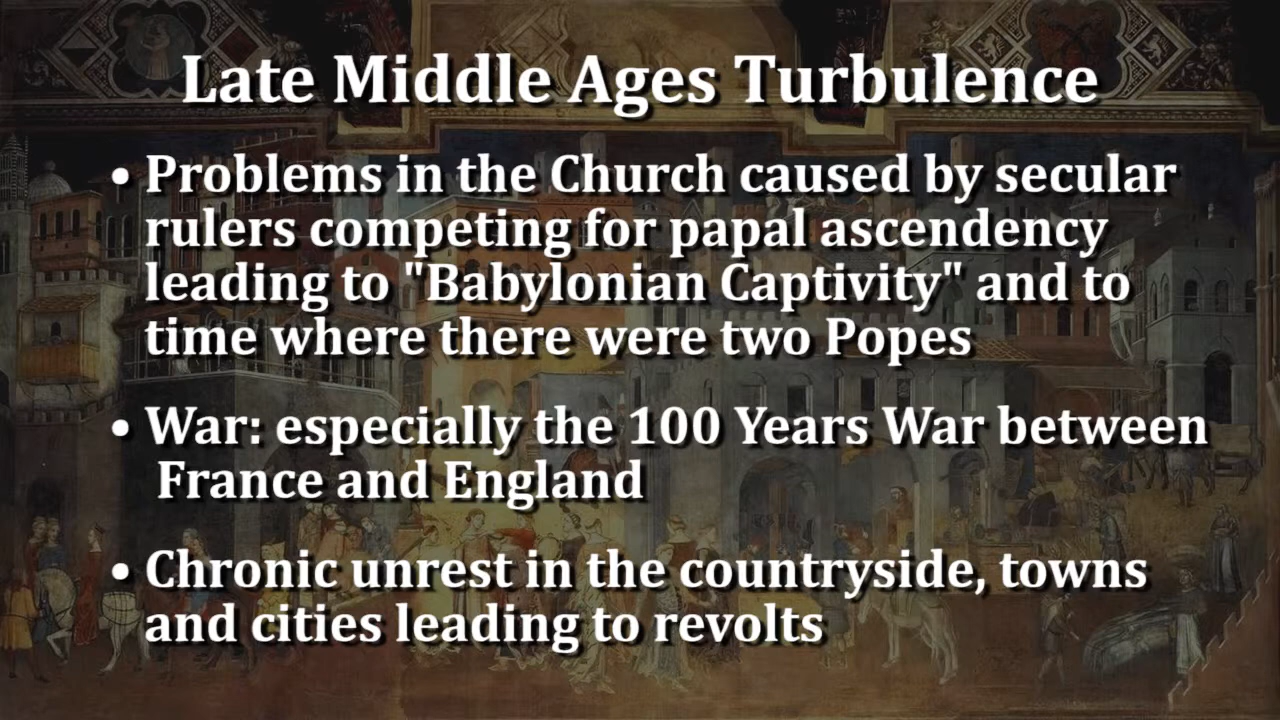 Late Middle Ages Turbulence
• Problems in the Church caused by secular
rulers competing for papal ascendency
leading to "Babylonian Captivity" and to
time where there were two Popes
• War: especially the 100 Years War between
France and England
• Chronic unrest in the countryside, towns
and cities leading to revolts